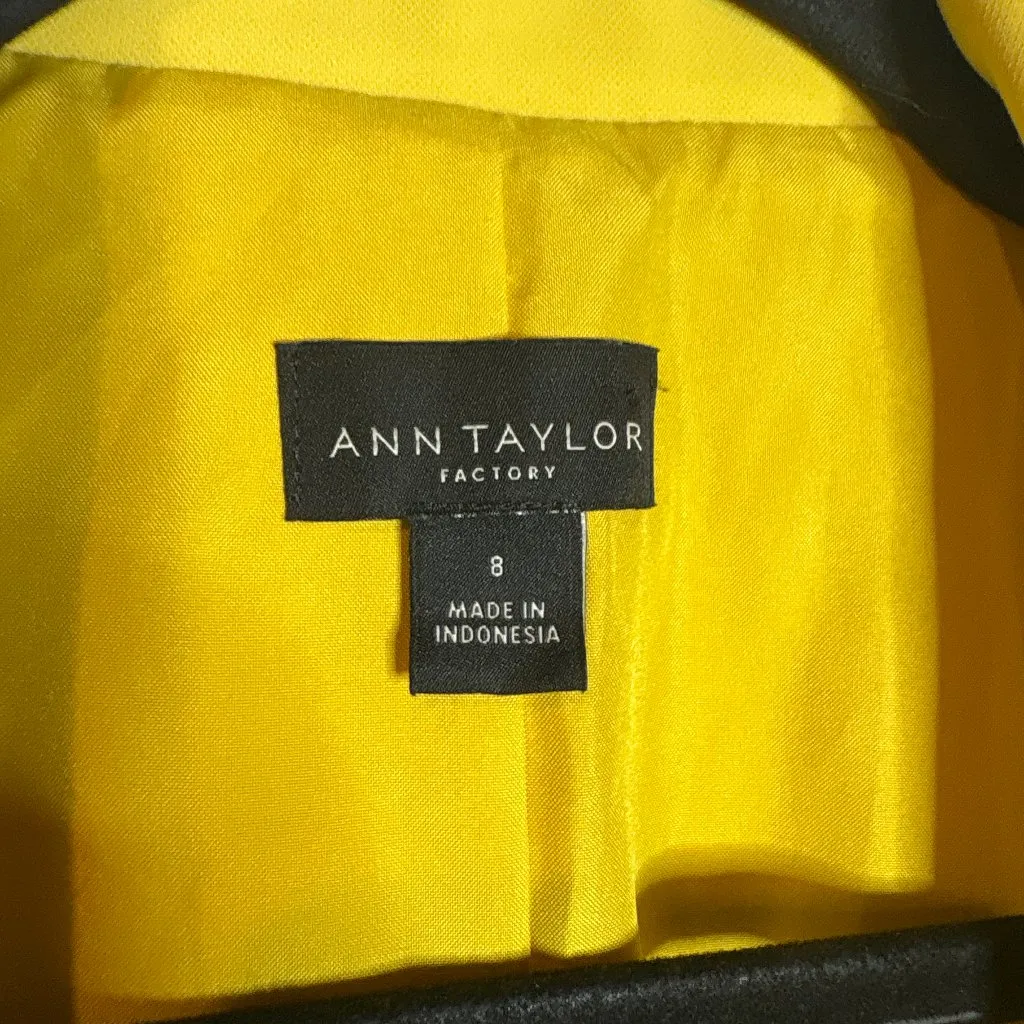 ANN TAYLOR
FACTORY
8
MADE IN
INDONESIA